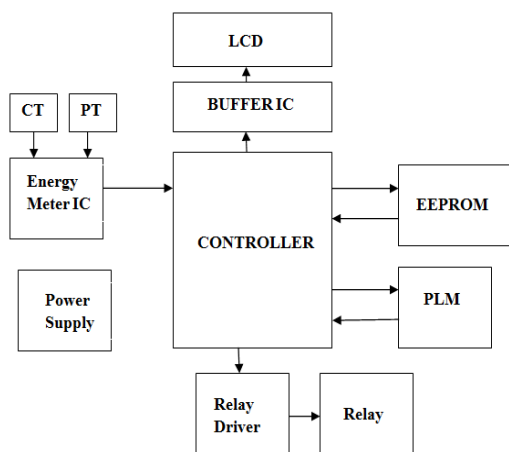 LCD
BUFFER IC
CT
PT
Energy
Meter IC
CONTROLLER
EEPROM
Power
Supply
PLM
Relay
Driver
Relay